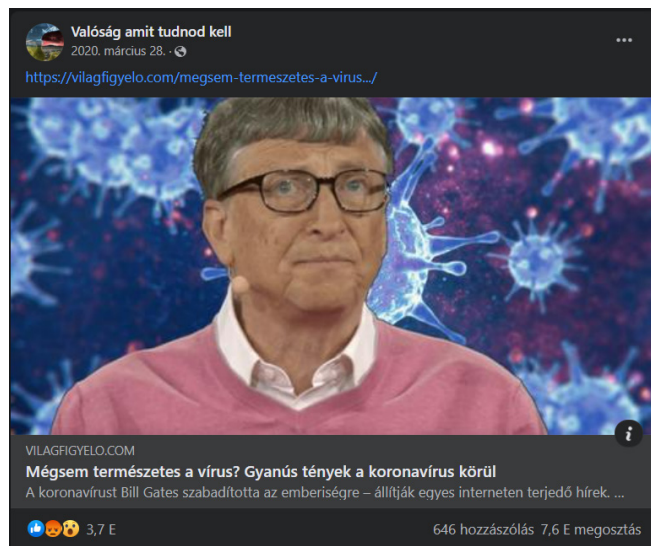 Valóság amit tudnod kell
2020. március 28. ·
https://vilagfigyelo.com/megsem-termeszetes-a-virus.../
i
VILAGFIGYELO.COM
Mégsem természetes a vírus? Gyanús tények a koronavírus körül
A koronavírust Bill Gates szabadította az emberiségre – állítják egyes interneten terjedő hírek. ...
3,7 E 646 hozzászólás 7,6 E megosztás